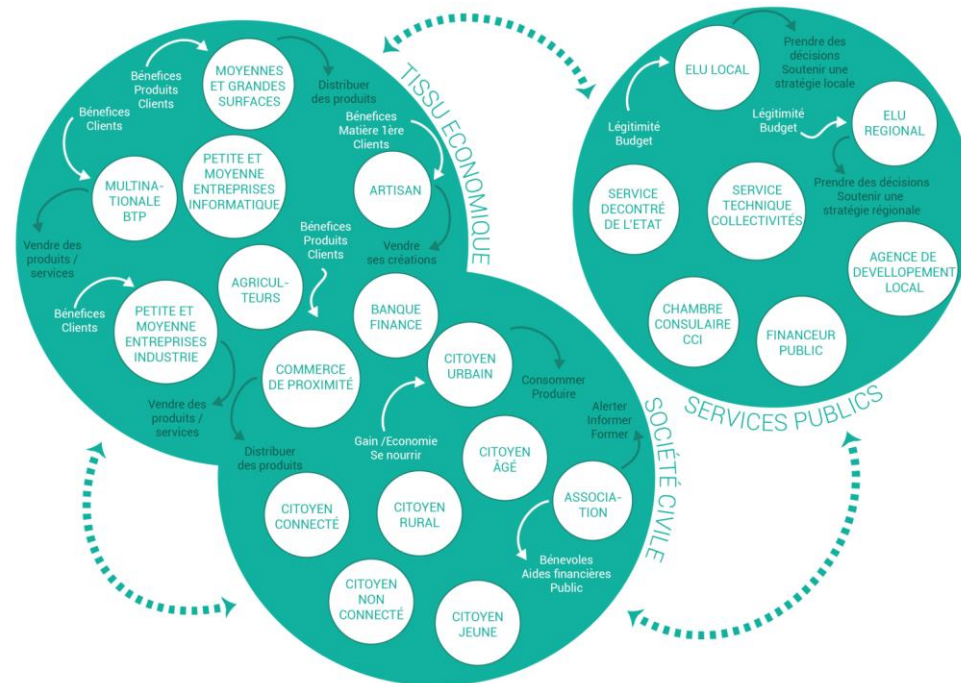 TISSU ECONOMIQUE
Bénefices
Produits
Clients
MOYENNES
ET GRANDES
SURFACES
Distribuer
des produits
Bénéfices
Clients
Bénéfices
Matière 1ère
Clients
MULTINA-
TIONALE
BTP
PETITE ET
MOYENNE
ENTREPRISES
INFORMATIQUE
ARTISAN
Vendre des
produits /
services
Bénéfices
Produits
Clients
Vendre
ses créations
AGRICUL-
TEURS
Bénéfices
Clients
PETITE ET
MOYENNE
ENTREPRISES
INDUSTRIE
BANQUE
FINANCE
COMMERCE
DE PROXIMITÉ
Vendre des
produits /
services
Distribuer
des produits
SOCIÉTÉ CIVILE
CITOYEN
URBAIN
Consommer
Produire
Gain /Economie
Se nourrir
Alerter
Informer
Former
CITOYEN
ÂGÉ
CITOYEN
CONNECTÉ
CITOYEN
RURAL
ASSOCIA-
TION
Bénévoles
Aides financières
Public
CITOYEN
NON
CONNECTÉ
CITOYEN
JEUNE
ELU LOCAL
Prendre des
décisions
Soutenir une
stratégie locale
Légitimité
Budget
Légitimité
Budget
ELU
REGIONAL
Prendre des décisions
Soutenir une
stratégie régionale
SERVICE
DECONTRÉ
DE L'ETAT
SERVICE
TECHNIQUE
COLLECTIVITÉS
AGENCE DE
DEVELLOPEMENT
LOCAL
CHAMBRE
CONSULAIRE
CCI
FINANCEUR
PUBLIC
SERVICES PUBLICS